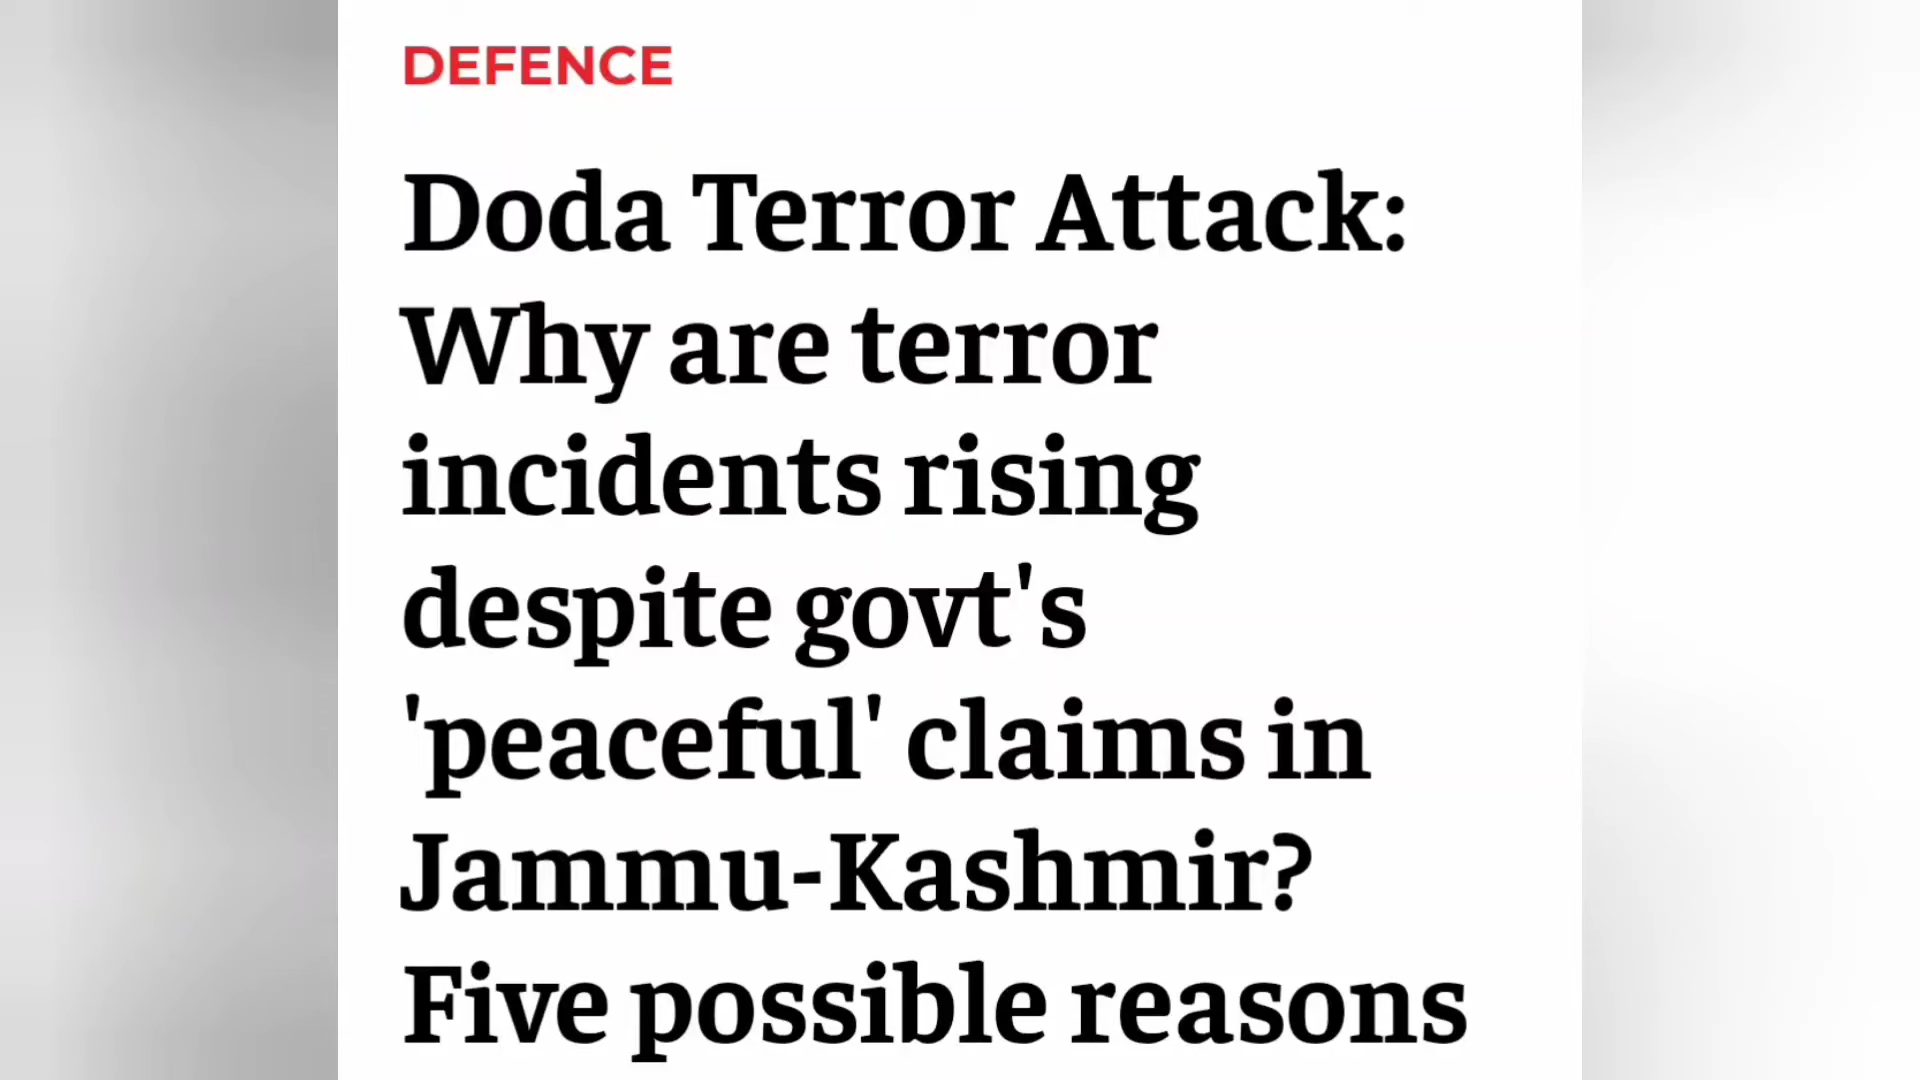 DEFENCE
Doda Terror Attack:
Why are terror
incidents rising
despite govt's
'peaceful' claims in
Jammu-Kashmir?
Five possible reasons